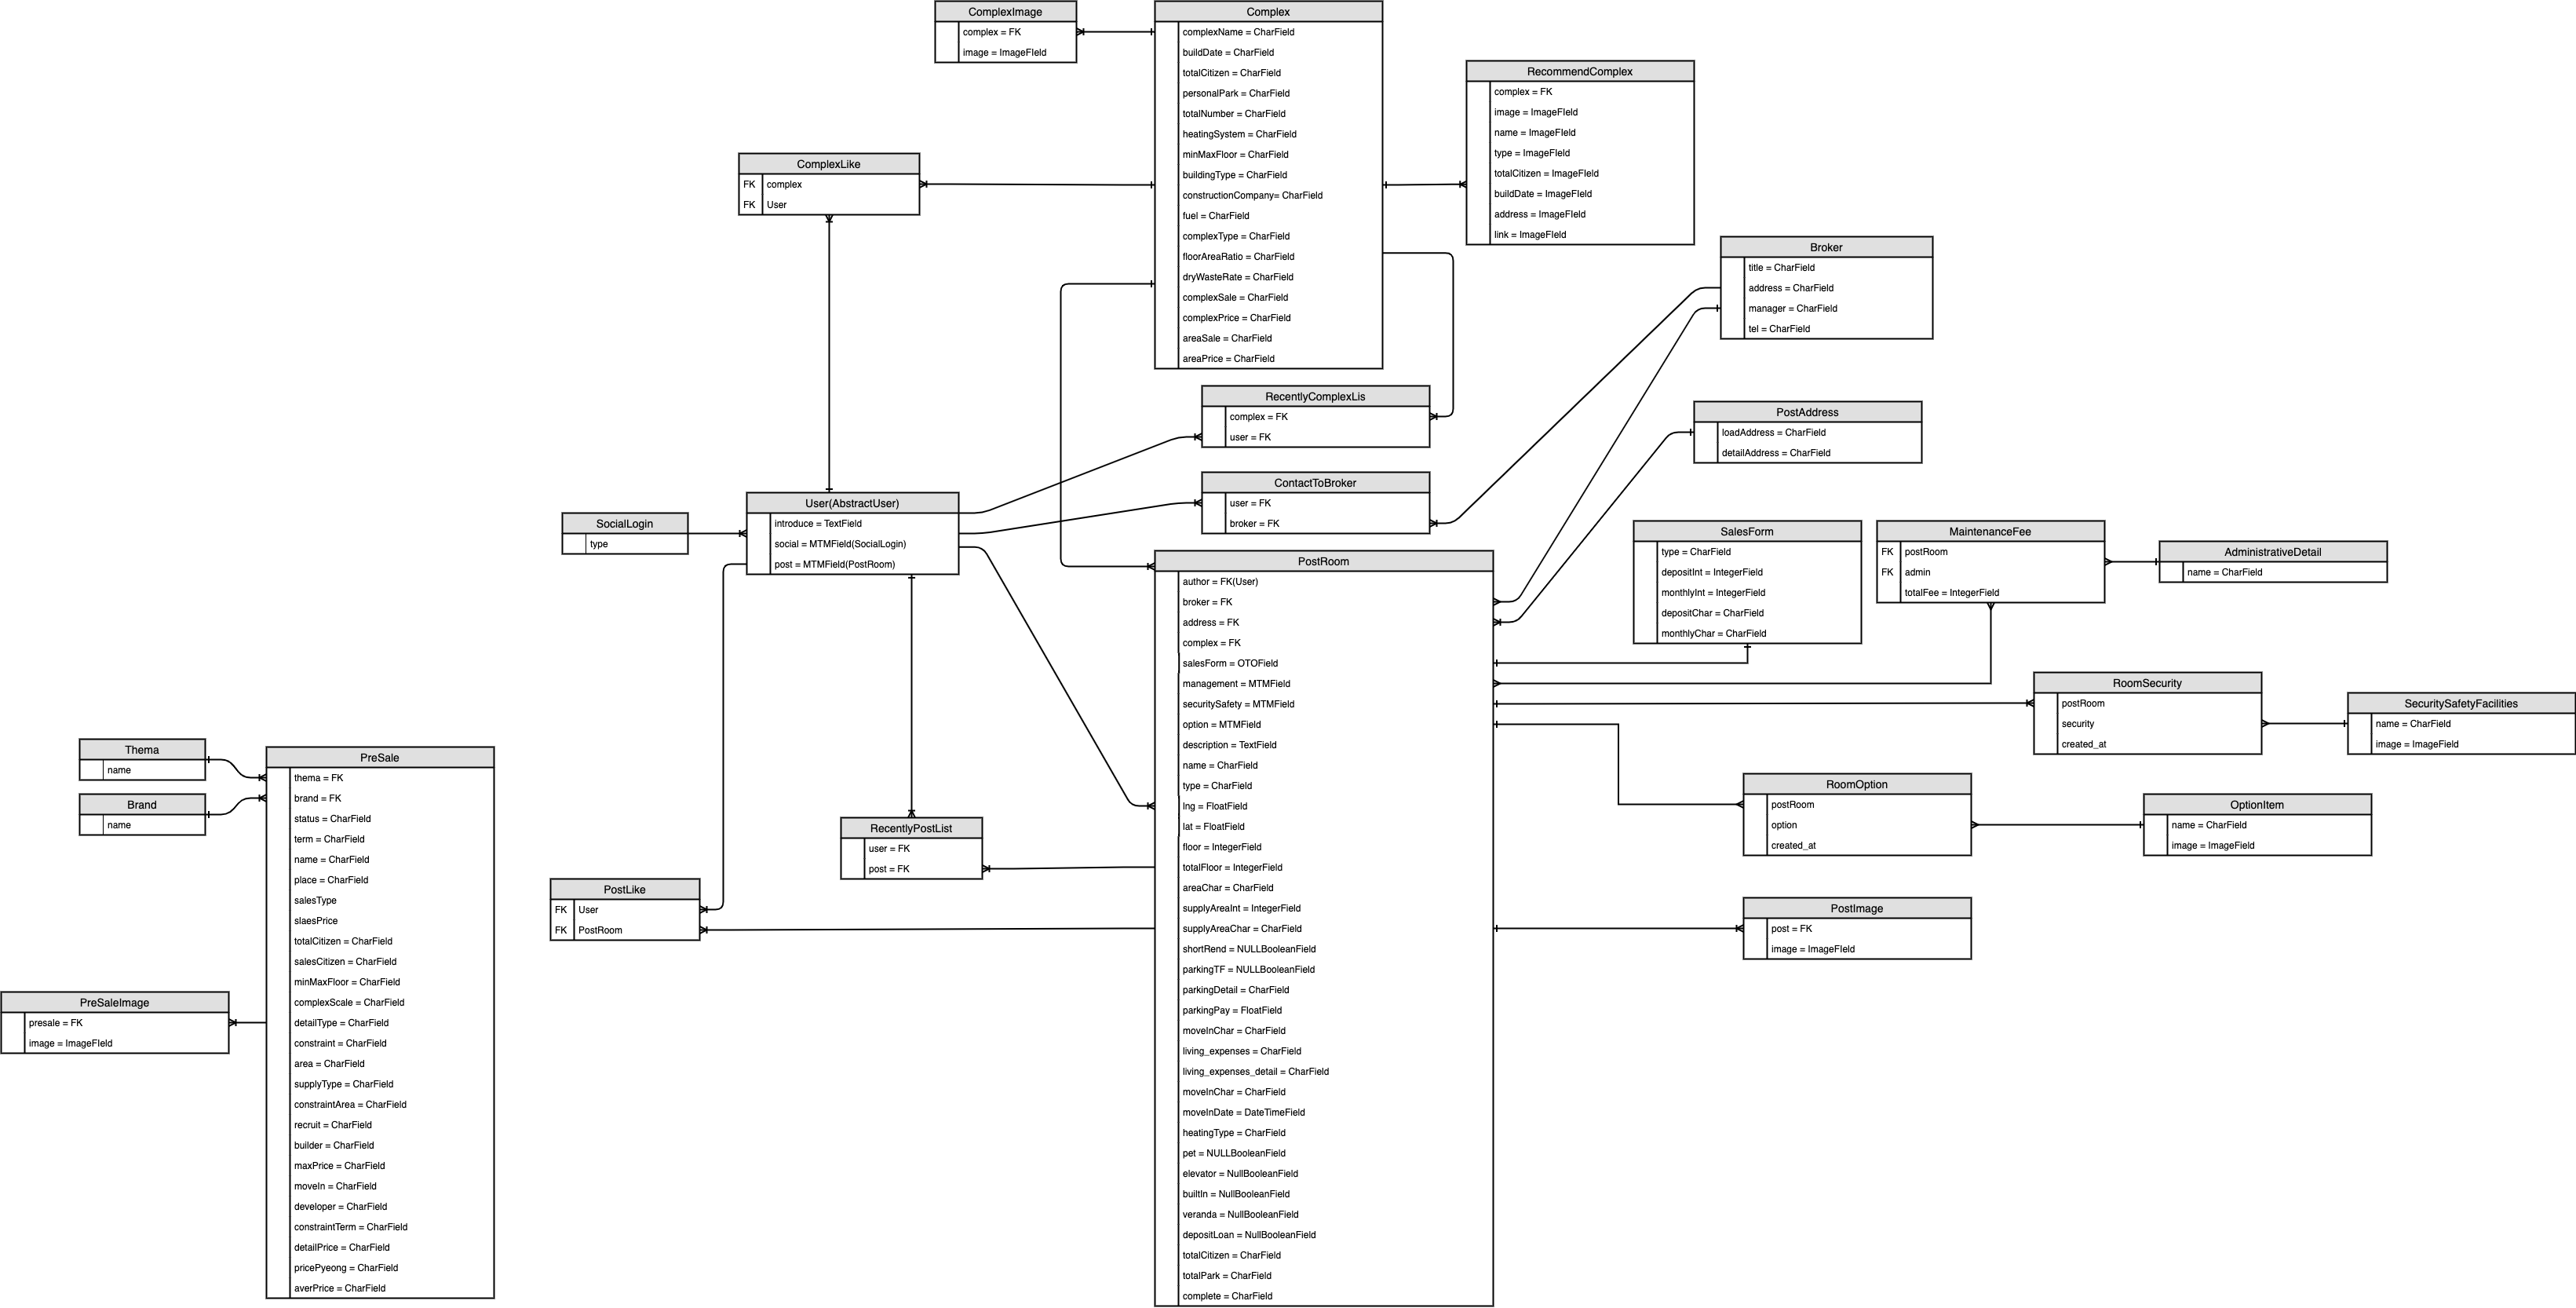 ComplexImage
complex = FK
image = ImageFIeld
Complex
complexName = CharField
buildDate = CharField
totalCitizen = CharField
personalPark = CharField
totalNumber = CharField
heatingSystem = CharField
minMaxFloor = CharField
buildingType = CharField
constructionCompany= CharField
fuel = CharField
complexType = CharField
floorAreaRatio = CharField
dryWasteRate = CharField
complexSale = CharField
complexPrice = CharField
areaSale = CharField
areaPrice = CharField
RecommendComplex
complex = FK
image = ImageFIeld
name = ImageFIeld
type = ImageFIeld
totalCitizen = ImageFIeld
buildDate = ImageFIeld
address = ImageFIeld
link = ImageFIeld
ComplexLike
FK complex
FK User
Broker
title = CharField
address = CharField
manager = CharField
tel = CharField
RecentlyComplexLis
complex = FK
user = FK
PostAddress
loadAddress = CharField
detailAddress = CharField
ContactToBroker
user = FK
broker = FK
User(AbstractUser)
introduce = TextField
social = MTMField(SocialLogin)
post = MTMField(PostRoom)
SocialLogin
type
SalesForm
type = CharField
depositInt = IntegerField
monthlyInt = IntegerField
depositChar = CharField
monthlyChar = CharField
MaintenanceFee
FK postRoom
FK admin
totalFee = IntegerField
AdministrativeDetail
name = CharField
PostRoom
author = FK(User)
broker = FK
address = FK
complex = FK
salesForm = OTOField
management = MTMField
securitySafety = MTMField
option = MTMField
description = TextField
name = CharField
type = CharField
lng = FloatField
lat = FloatField
floor = IntegerField
totalFloor = IntegerField
areaChar = CharField
supplyAreaInt = IntegerField
supplyAreaChar = CharField
shortRend = NULLBooleanField
parkingTF = NULLBooleanField
parkingDetail = CharField
parkingPay = FloatField
moveInChar = CharField
living_expenses = CharField
living_expenses_detail = CharField
moveInChar = CharField
moveInDate = DateTimeField
heatingType = CharField
pet = NULLBooleanField
elevator = NullBooleanField
builtIn = NullBooleanField
veranda = NullBooleanField
depositLoan = NullBooleanField
totalCitizen = CharField
totalPark = CharField
complete = CharField
RoomSecurity
postRoom
security
created_at
SecuritySafetyFacilities
name = CharField
image = ImageField
RoomOption
postRoom
option
created_at
OptionItem
name = CharField
image = ImageField
PostImage
post = FK
image = ImageFIeld
RecentlyPostList
user = FK
post = FK
PostLike
FK User
FK PostRoom
Thema
name
Brand
name
PreSale
thema = FK
brand = FK
status = CharField
term = CharField
name = CharField
place = CharField
salesType
slaesPrice
totalCitizen = CharField
salesCitizen = CharField
minMaxFloor = CharField
complexScale = CharField
detailType = CharField
constraint = CharField
area = CharField
supplyType = CharField
constraintArea = CharField
recruit = CharField
builder = CharField
maxPrice = CharField
moveIn = CharField
developer = CharField
constraintTerm = CharField
detailPrice = CharField
pricePyeong = CharField
averPrice = CharField
PreSaleImage
presale = FK
image = ImageFIeld